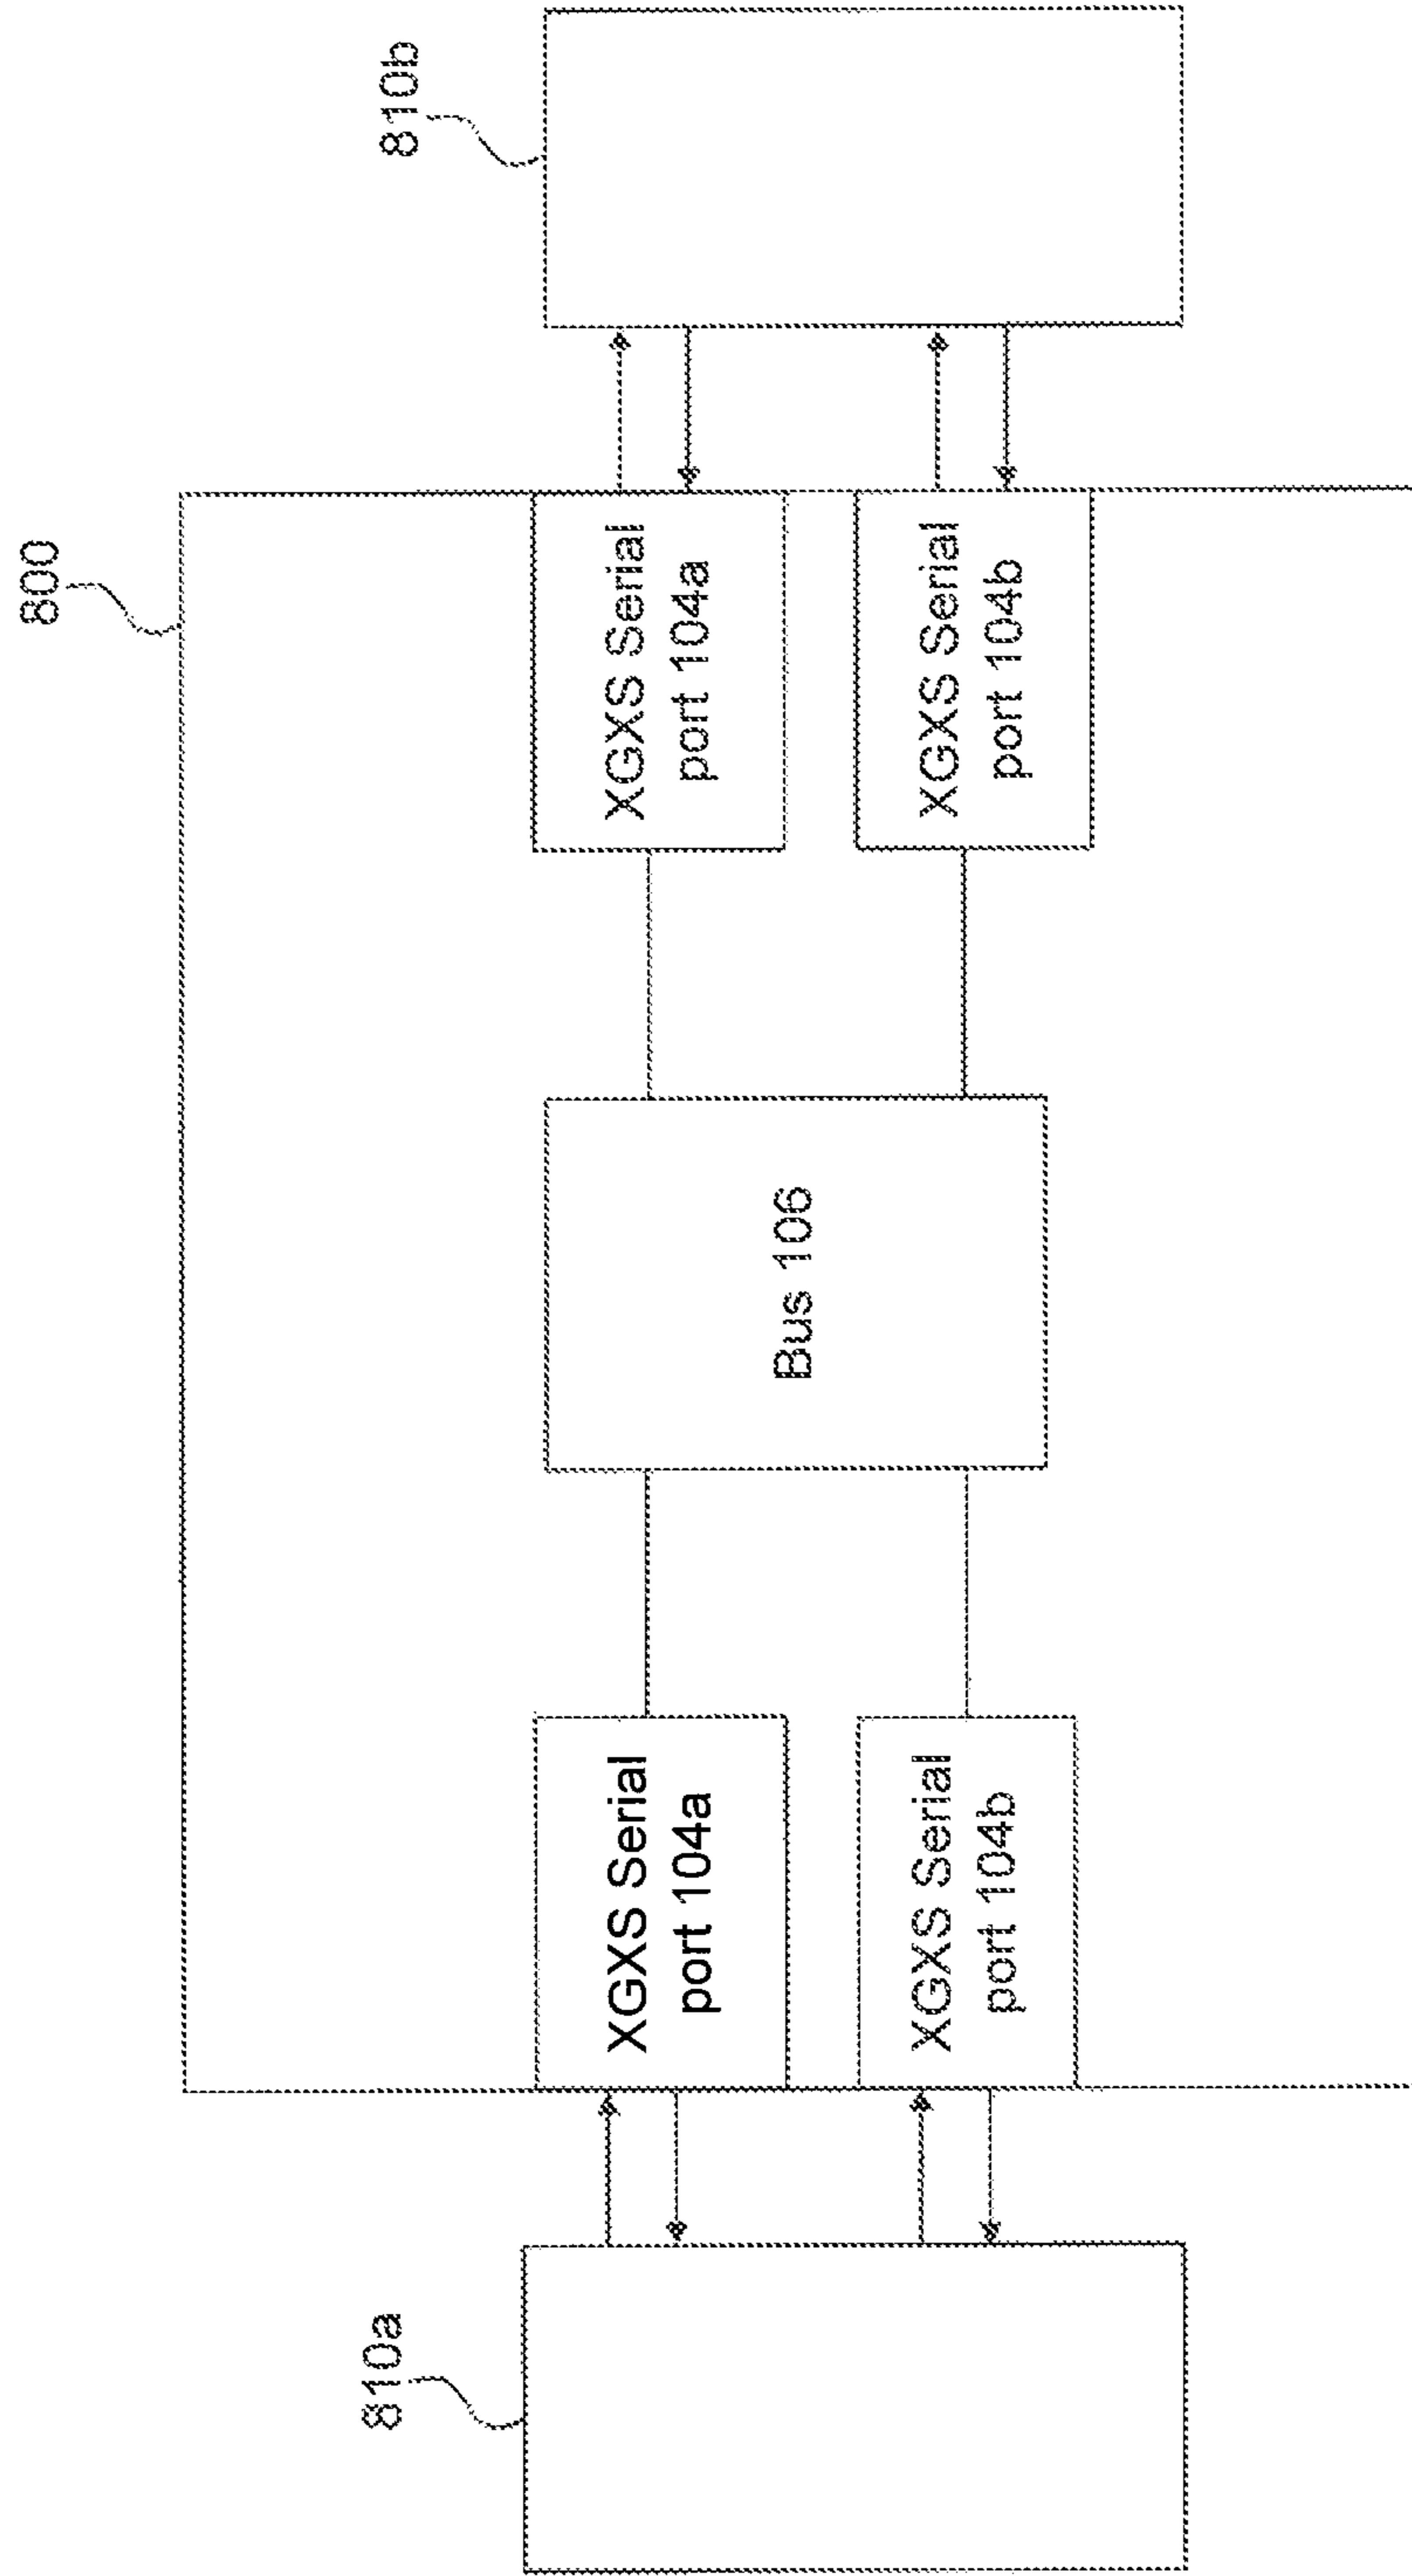 800
810a
810b
XGXS Serial
port 104a
XGXS Serial
port 104b
Bus 106
XGXS Serial
port 104a
XGXS Serial
port 104b